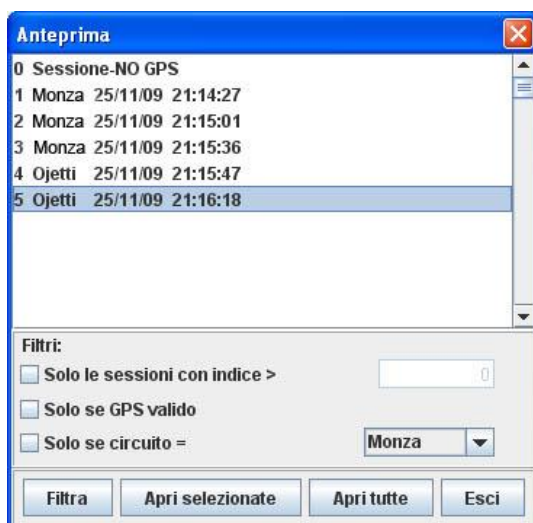 Anteprima
0 Sessione-NO GPS
1 Monza 25/11/09 21:14:27
2 Monza 25/11/09 21:15:01
3 Monza 25/11/09 21:15:36
4 Ojetti 25/11/09 21:15:47
5 Ojetti 25/11/09 21:16:18
Filtri:
Solo le sessioni con indice > 0
Solo se GPS valido
Solo se circuito = Monza
Filtra Apri selezionate Apri tutte Esci